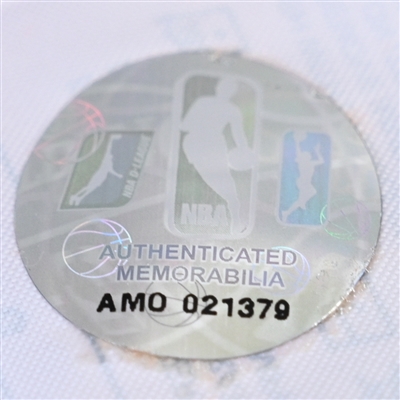 NBA D-LEAGUE
NBA
AUTHENTICATED
MEMORABILIA
AMO 021379